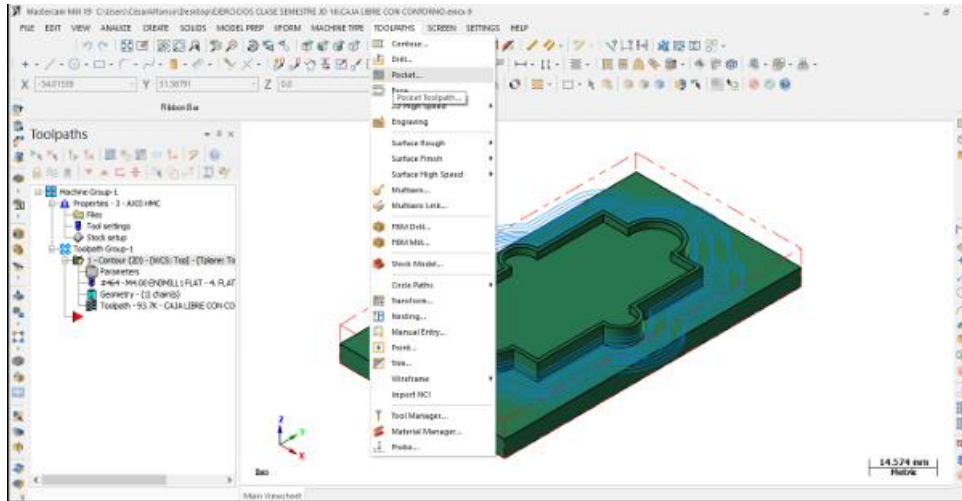 Mastercam Mill X9 C:\Users\CésarAlfonso\Desktop\EJERCICIOS CLASE SEMESTRE JD 16\CAJA LIBRE CON CONTORNO.emcx-9
FILE EDIT VIEW ANALYZE CREATE SOLIDS MODEL PREP XFORM MACHINE TYPE TOOLPATHS SCREEN SETTINGS HELP
X Y Z 0.0
Ribbon Bar
Toolpaths
Machine Group-1
Properties - 3 - AXIS HMC
Files
Tool settings
Stock setup
Toolpath Group-1
1 - Contour (2D) - [WCS: Top] - [Tplane: To
Parameters
#464 - M4.00 ENDMILL1 FLAT - 4. FLAT
Geometry - (1) chain(s)
Toolpath - 93.7K - CAJA LIBRE CON CO
Contour...
Drill...
Pocket...
Pocket Toolpath...
2D High Speed
Engraving
Surface Rough
Surface Finish
Surface High Speed
Multiaxis...
Multiaxis Link...
FBM Drill...
FBM Mill...
Stock Model...
Circle Paths
Transform...
Nesting...
Manual Entry...
Point...
Trim...
Wireframe
Import NCI
Tool Manager...
Material Manager...
Probe...
Z
Y
X
14.574 mm
Metric
Main Viewsheet